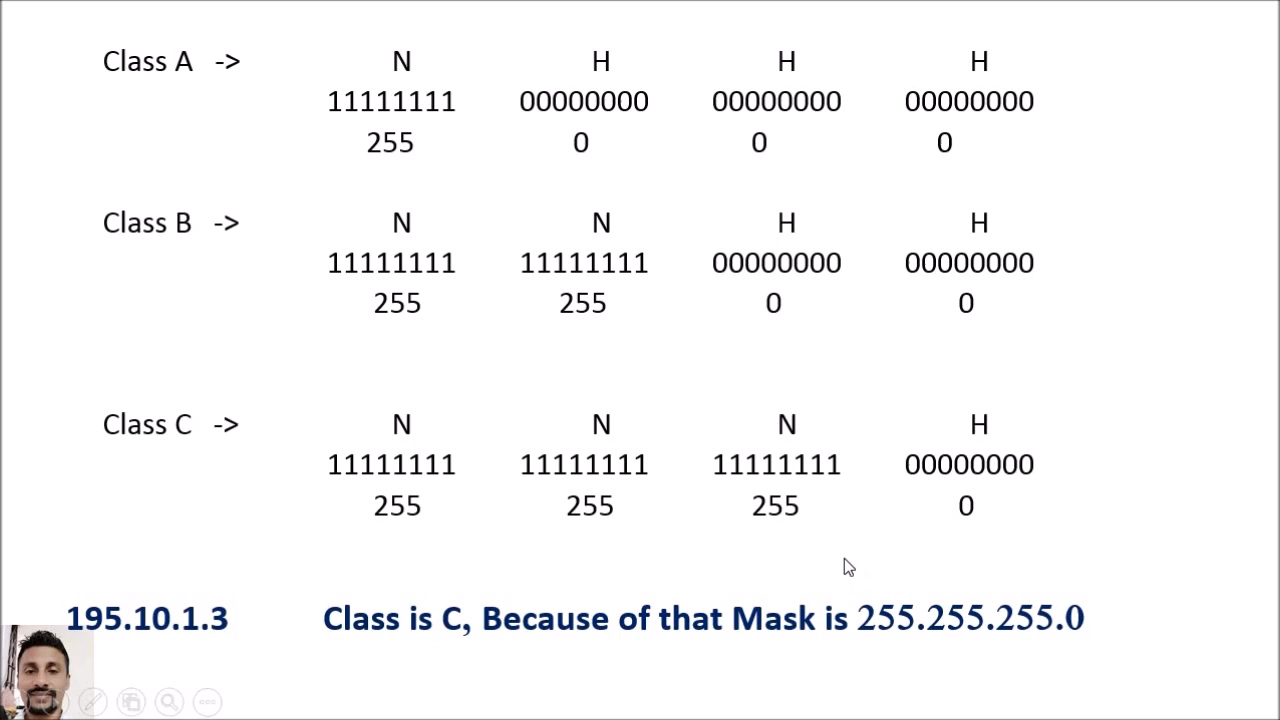 Class A -> N H H H
11111111 00000000 00000000 00000000
255 0 0 0
Class B -> N N H H
11111111 11111111 00000000 00000000
255 255 0 0
Class C -> N N N H
11111111 11111111 11111111 00000000
255 255 255 0
195.10.1.3 Class is C, Because of that Mask is 255.255.255.0